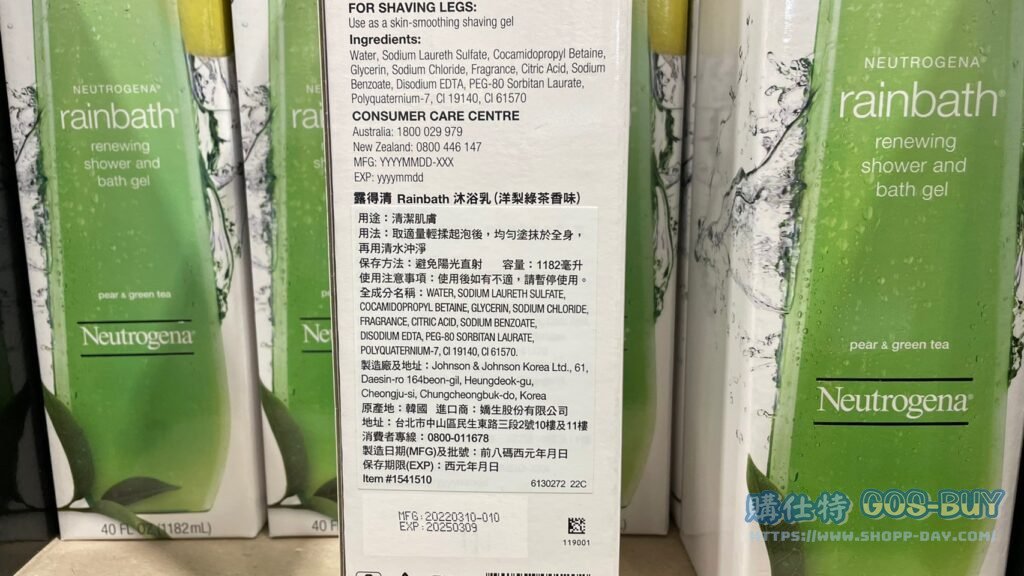 FOR SHAVING LEGS:
Use as a skin-smoothing shaving gel
Ingredients:
Water, Sodium Laureth Sulfate, Cocamidopropyl Betaine,
Glycerin, Sodium Chloride, Fragrance, Citric Acid, Sodium
Benzoate, Disodium EDTA, PEG-80 Sorbitan Laurate,
Polyquaternium-7, CI 19140, CI 61570
CONSUMER CARE CENTRE
Australia: 1800 029 979
New Zealand: 0800 446 147
MFG: YYYYMMDD-XXX
EXP: yyyymmdd
露得清 Rainbath 沐浴乳(洋梨綠茶香味)
用途:清潔肌膚
用法:取適量輕揉起泡後,均勻塗抹於全身,
再用清水沖淨
保存方法:避免陽光直射 容量:1182毫升
使用注意事項:使用後如有不適,請暫停使用。
全成分名稱:WATER, SODIUM LAURETH SULFATE,
COCAMIDOPROPYL BETAINE, GLYCERIN, SODIUM CHLORIDE,
FRAGRANCE, CITRIC ACID, SODIUM BENZOATE,
DISODIUM EDTA, PEG-80 SORBITAN LAURATE,
POLYQUATERNIUM-7, CI 19140, CI 61570.
製造廠及地址:Johnson & Johnson Korea Ltd., 61,
Daesin-ro 164beon-gil, Heungdeok-gu,
Cheongju-si, Chungcheongbuk-do, Korea
原產地:韓國 進口商:嬌生股份有限公司
地址:台北市中山區民生東路三段2號10樓及11樓
消費者專線:0800-011678
製造日期(MFG)及批號:前八碼西元年月日
保存期限(EXP):西元年月日
Item #1541510 6130272 22C
MFG:20220310-010
EXP:20250309
119001
NEUTROGENA®
rainbath®
renewing
shower and
bath gel
pear & green tea
Neutrogena®
40 FL OZ (1182mL)
NE
rai
Ne
40 F
NEUTROGENA®
rainbath®
renewing
shower and
bath gel
pear & green tea
Neutrogena®
購仕特 GOS-BUY
HTTPS://WWW.SHOPP-DAY.COM/